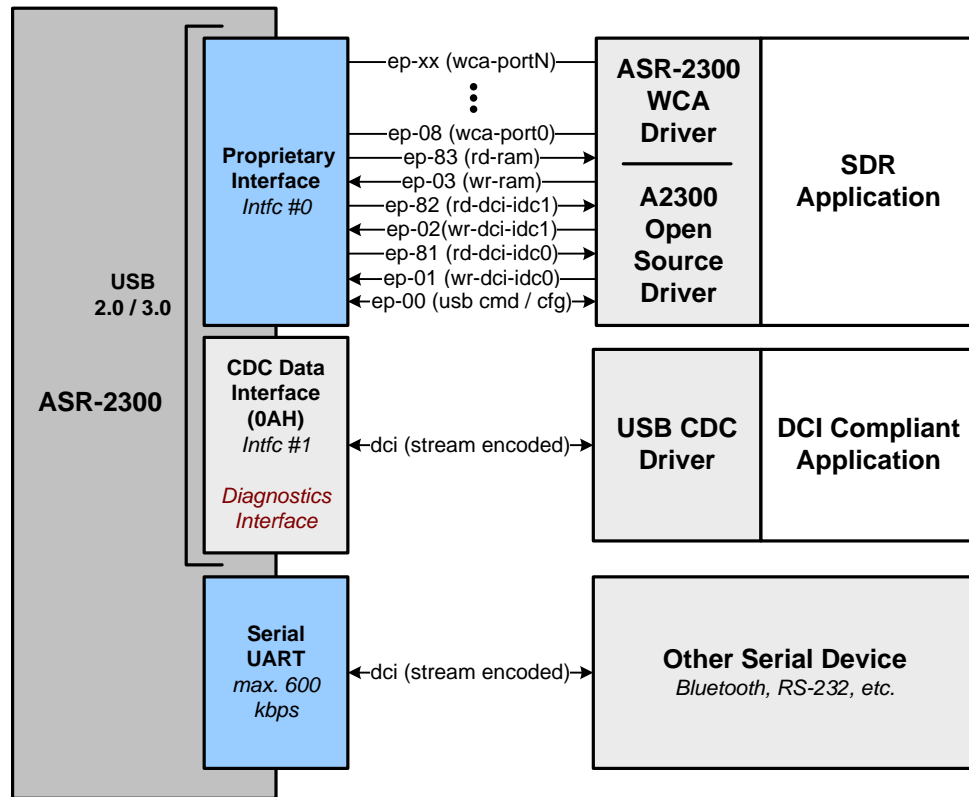 ASR-2300
USB
2.0 / 3.0
Proprietary
Interface
Intfc #0
ep-xx (wca-portN)
ep-08 (wca-port0)
ep-83 (rd-ram)
ep-03 (wr-ram)
ep-82 (rd-dci-idc1)
ep-02(wr-dci-idc1)
ep-81 (rd-dci-idc0)
ep-01 (wr-dci-idc0)
ep-00 (usb cmd / cfg)
ASR-2300
WCA
Driver
A2300
Open
Source
Driver
SDR
Application
CDC Data
Interface
(0AH)
Intfc #1
Diagnostics
Interface
dci (stream encoded)
USB CDC
Driver
DCI Compliant
Application
Serial
UART
max. 600
kbps
dci (stream encoded)
Other Serial Device
Bluetooth, RS-232, etc.